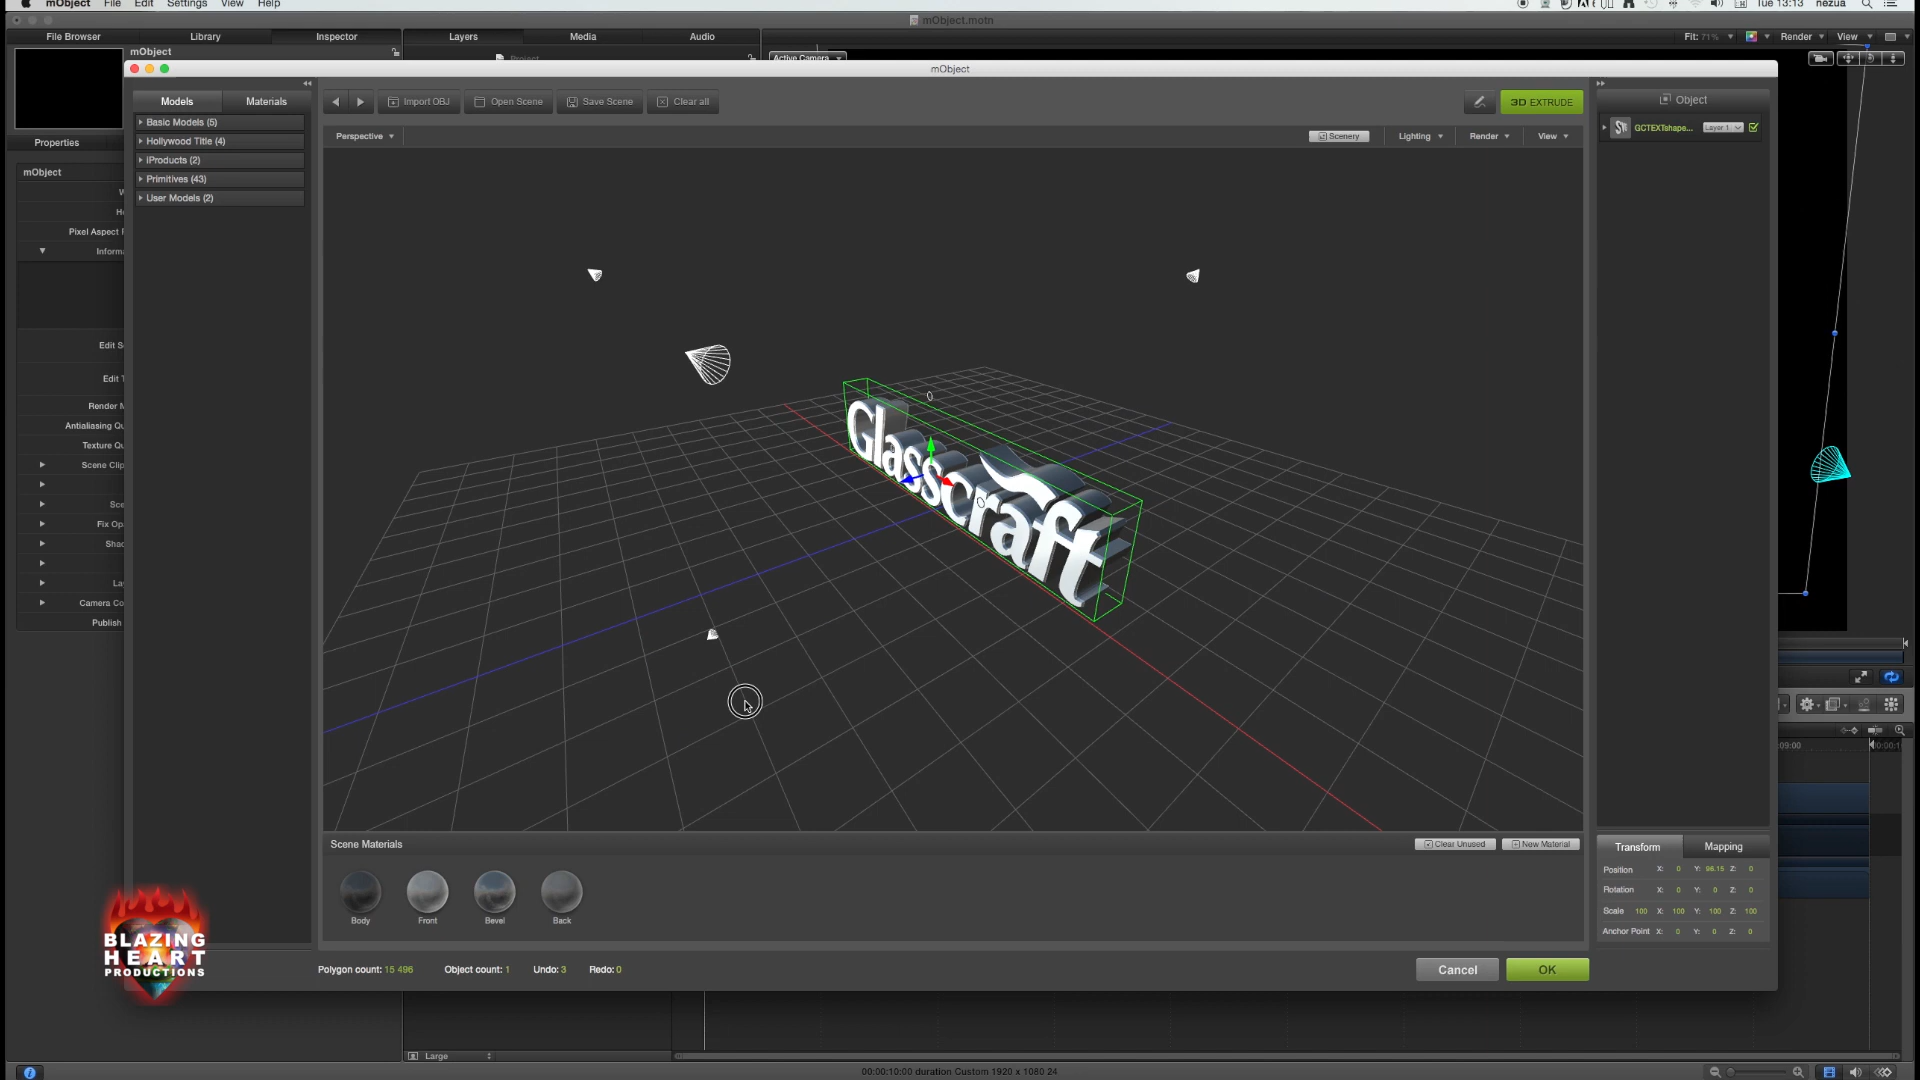 mObject File Edit Settings View Help Tue 13:13 nezua
mObject.motn
File Browser Library Inspector Layers Media Audio Fit: 71% Render View
mObject
Project
Active Camera
mObject
Models Materials
Import OBJ Open Scene Save Scene Clear all 3D EXTRUDE
Object
Basic Models (5)
Hollywood Title (4)
iProducts (2)
Primitives (43)
User Models (2)
Perspective Scenery Lighting Render View
GCTEXTshape... Layer 1
Properties
mObject
Pixel Aspect
Inform
Edit
Edit
Render
Antialiasing Qu
Texture Qu
Scene Clip
Fix Op
Camera Co
Publish
Glasscraft
09:00
Scene Materials Clear Unused New Material
Body Front Bevel Back
Transform Mapping
Position X: 0 Y: 96.15 Z: 0
Rotation X: 0 Y: 0 Z: 0
Scale 100 X: 100 Y: 100 Z: 100
Anchor Point X: 0 Y: 0 Z: 0
BLAZING
HEART
PRODUCTIONS
Polygon count: 15 496 Object count: 1 Undo: 3 Redo: 0
Cancel OK
Large
00:00:10:00 duration Custom 1920 x 1080 24